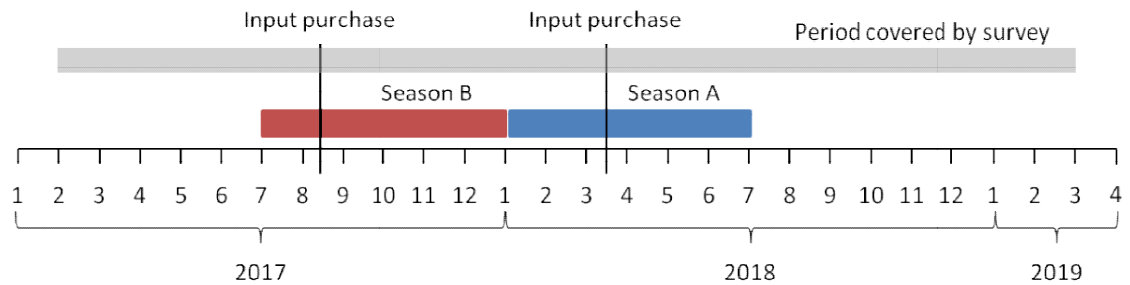 Input purchase Input purchase
Period covered by survey
Season B Season A
1 2 3 4 5 6 7 8 9 10 11 12 1 2 3 4 5 6 7 8 9 10 11 12 1 2 3 4
2017 2018 2019